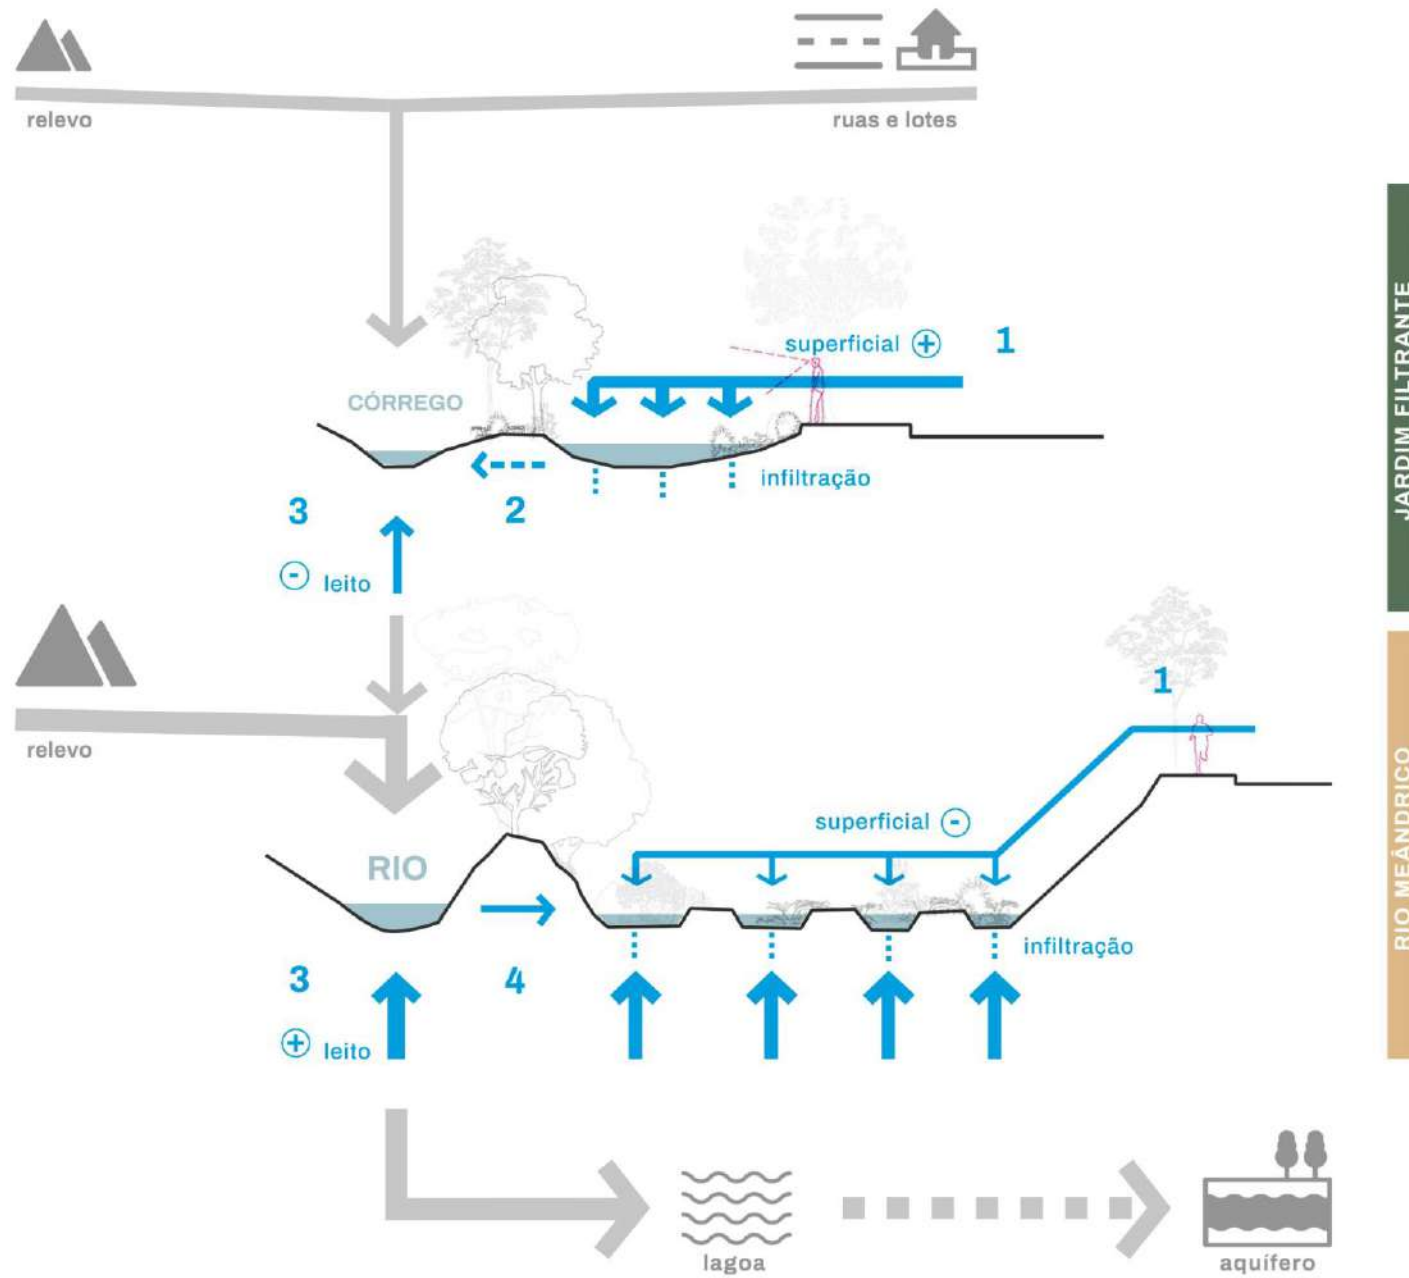 relevo
ruas e lotes
superficial +
1
CÓRREGO
infiltração
3
2
- leito
JARDIM FILTRANTE
relevo
1
superficial -
RIO
infiltração
3
4
+ leito
RIO MEÂNDRICO
lagoa
aquífero